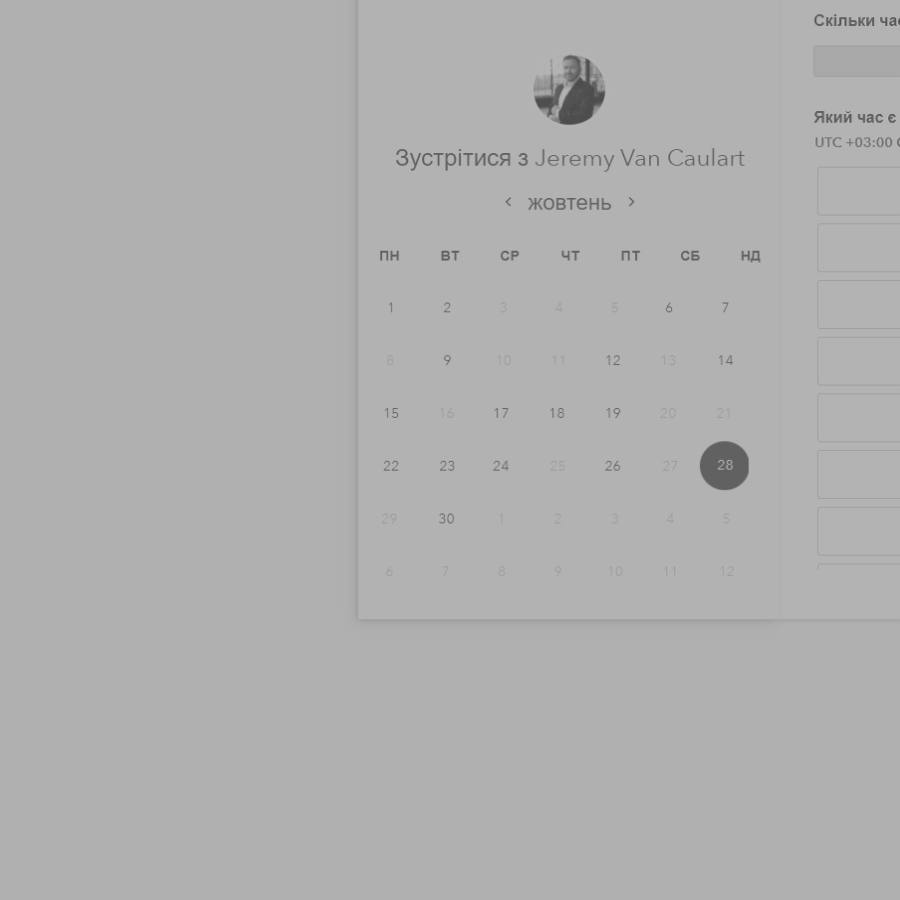 Зустрітися з Jeremy Van Caulart
жовтень
ПН ВТ СР ЧТ ПТ СБ НД
1 2 3 4 5 6 7
8 9 10 11 12 13 14
15 16 17 18 19 20 21
22 23 24 25 26 27 28
29 30 1 2 3 4 5
6 7 8 9 10 11 12
Скільки ча
Який час є
UTC +03:00